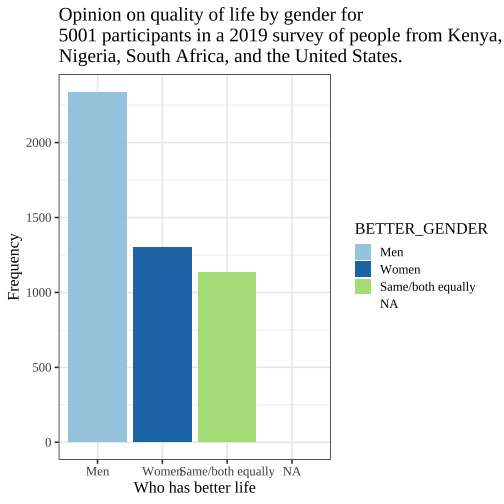 Opinion on quality of life by gender for
5001 participants in a 2019 survey of people from Kenya,
Nigeria, South Africa, and the United States.
Frequency
2000
1500
1000
500
0
Men
Women
Same/both equally
NA
Who has better life
BETTER_GENDER
Men
Women
Same/both equally
NA